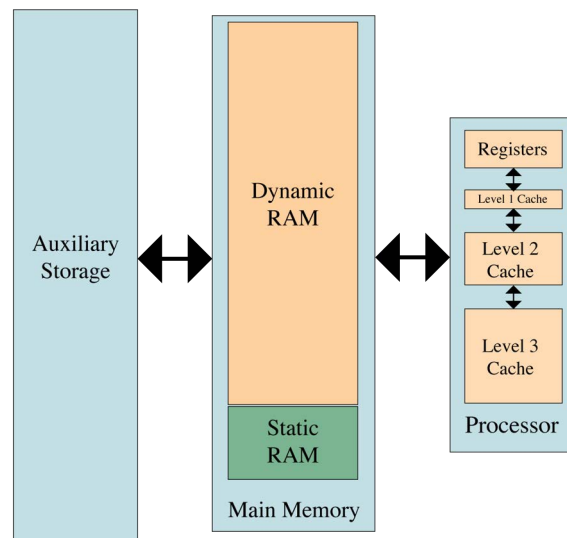 Auxiliary
Storage
Dynamic
RAM
Static
RAM
Main Memory
Registers
Level 1 Cache
Level 2
Cache
Level 3
Cache
Processor